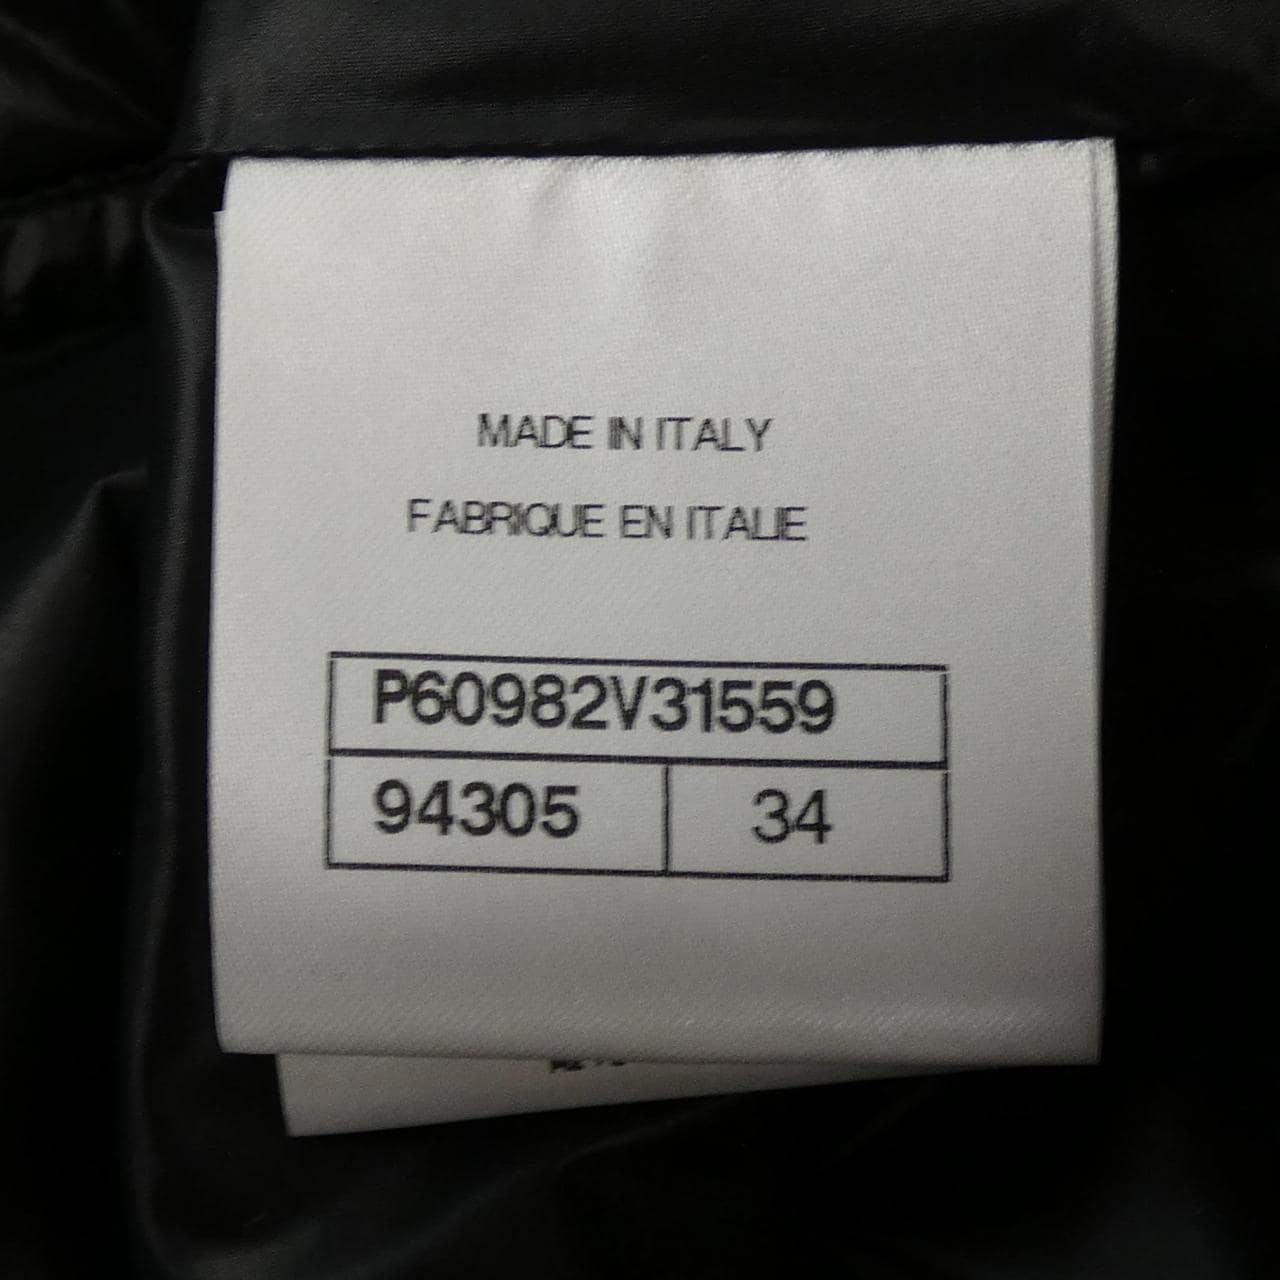 MADE IN ITALY
FABRIQUE EN ITALIE
P60982V31559
94305 34